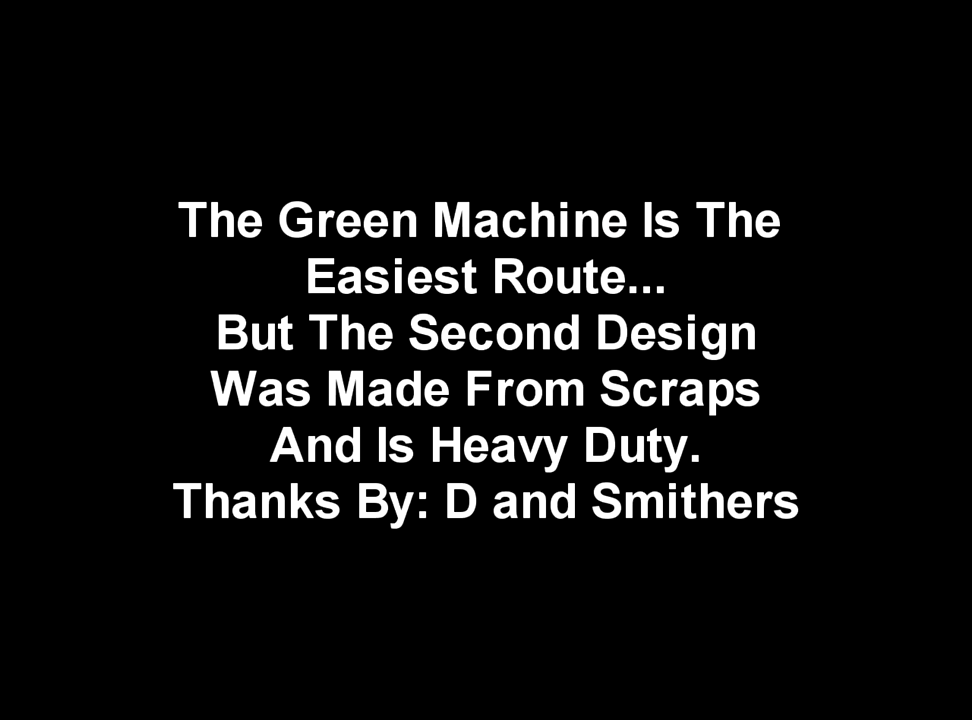 The Green Machine Is The
Easiest Route...
But The Second Design
Was Made From Scraps
And Is Heavy Duty.
Thanks By: D and Smithers